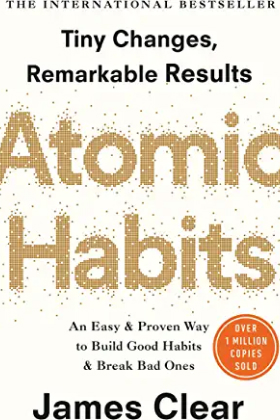 THE INTERNATIONAL BESTSELLER
Tiny Changes,
Remarkable Results
Atomic
Habits
An Easy & Proven Way
to Build Good Habits
& Break Bad Ones
OVER
1 MILLION
COPIES
SOLD
James Clear